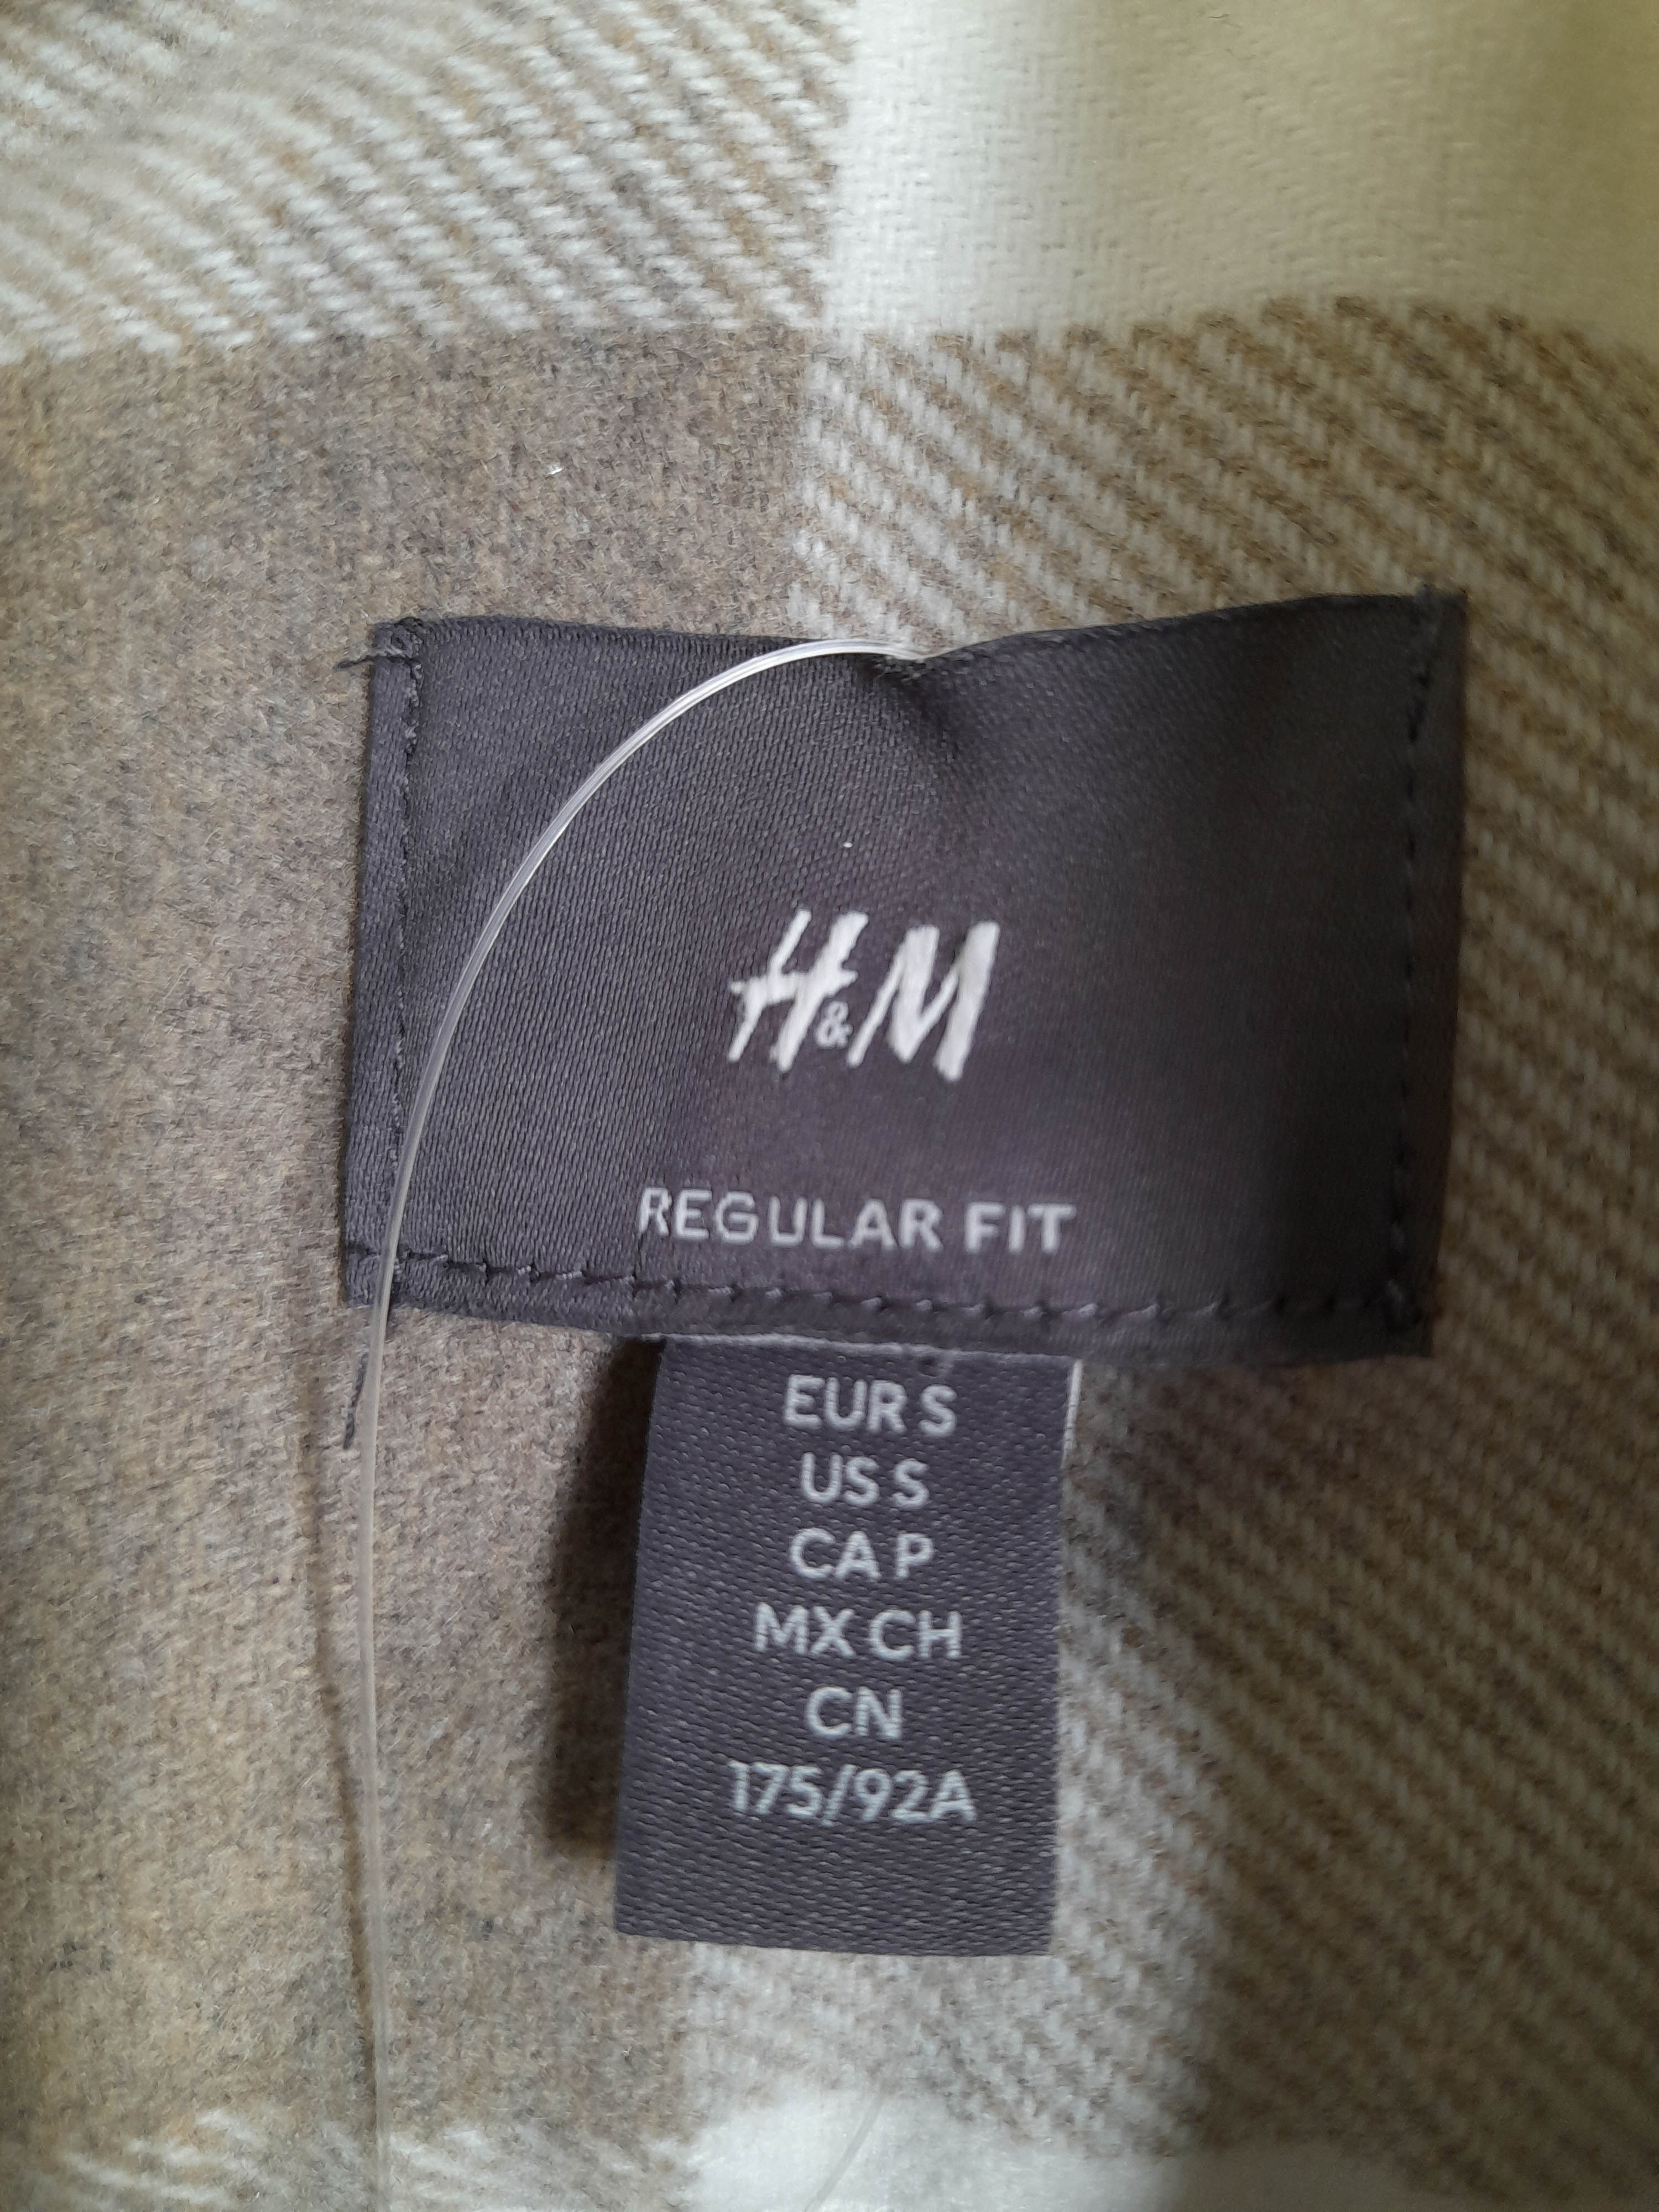 H&M
REGULAR FIT
EUR S
US S
CA P
MX CH
CN
175/92A